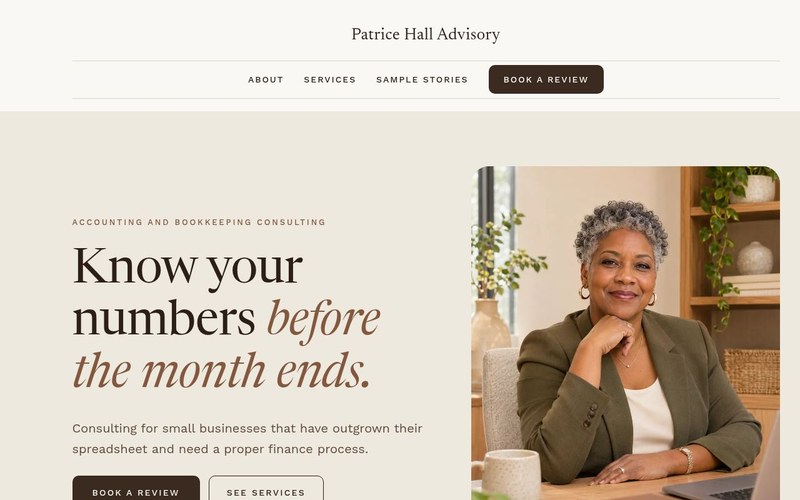 Patrice Hall Advisory
ABOUT SERVICES SAMPLE STORIES BOOK A REVIEW
ACCOUNTING AND BOOKKEEPING CONSULTING
Know your
numbers before
the month ends.
Consulting for small businesses that have outgrown their
spreadsheet and need a proper finance process.
BOOK A REVIEW SEE SERVICES